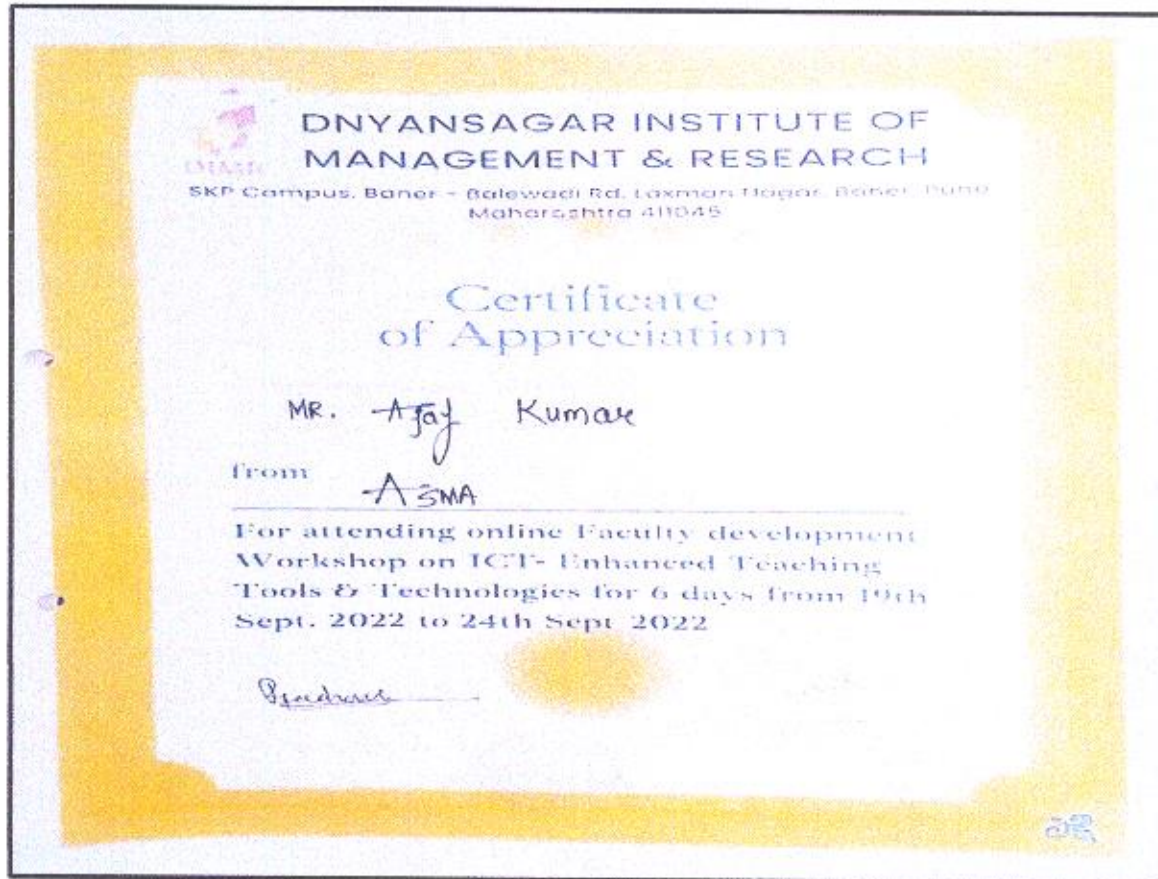 DNYANSAGAR INSTITUTE OF
MANAGEMENT & RESEARCH
SKP Campus, Baner - Balewadi Rd, Laxman Nagar, Baner, Pune
Maharashtra 411045
Certificate
of Appreciation
MR. Ajay Kumar
from
ASMA
For attending online Faculty development
Workshop on ICT- Enhanced Teaching
Tools & Technologies for 6 days from 19th
Sept. 2022 to 24th Sept 2022